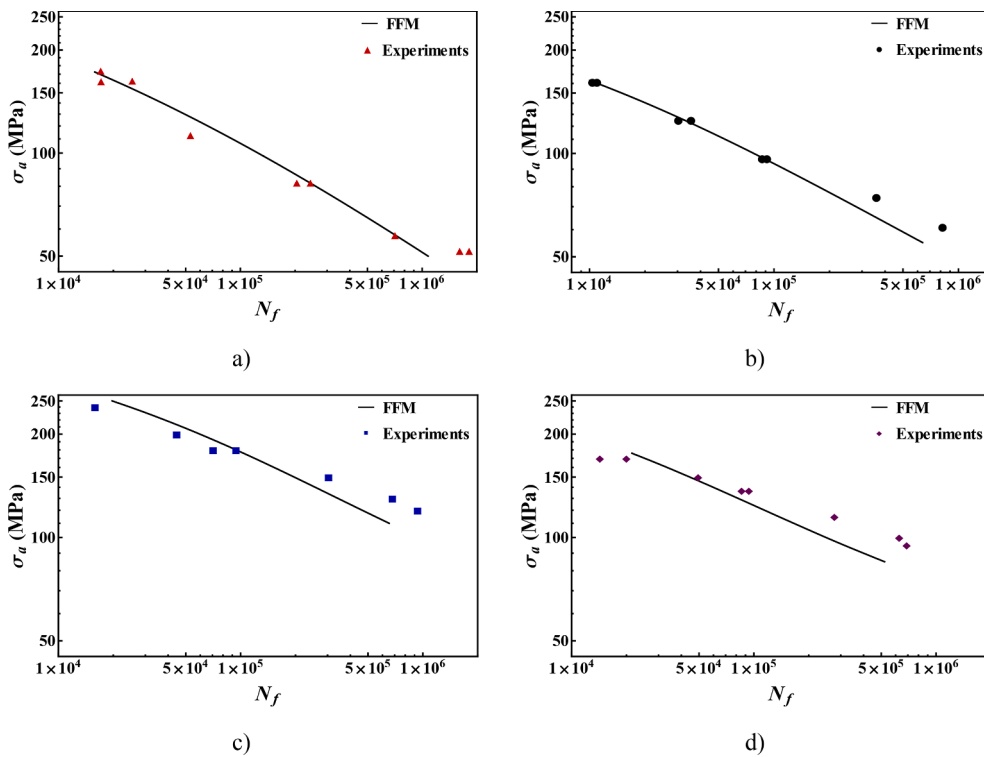 250
200
150
100
50
σa (MPa)
FFM
Experiments
1×10^4
5×10^4
1×10^5
5×10^5
1×10^6
Nf
a)
250
200
150
100
50
σa (MPa)
FFM
Experiments
1×10^4
5×10^4
1×10^5
5×10^5
1×10^6
Nf
b)
250
200
150
100
50
σa (MPa)
FFM
Experiments
1×10^4
5×10^4
1×10^5
5×10^5
1×10^6
Nf
c)
250
200
150
100
50
σa (MPa)
FFM
Experiments
1×10^4
5×10^4
1×10^5
5×10^5
1×10^6
Nf
d)